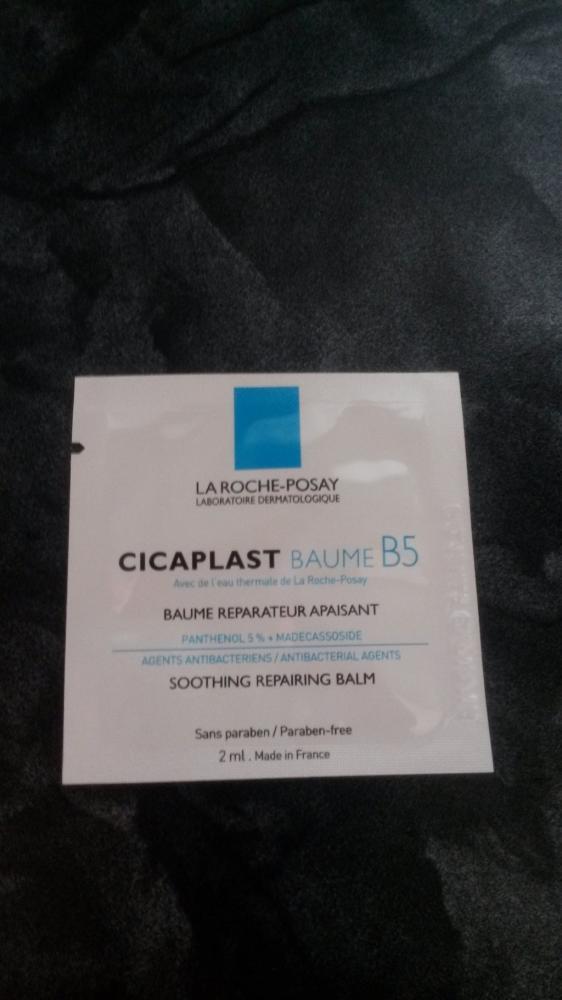 LA ROCHE-POSAY
LABORATOIRE DERMATOLOGIQUE
CICAPLAST BAUME B5
Avec de l'eau thermale de La Roche-Posay
BAUME REPARATEUR APAISANT
PANTHENOL 5 % + MADECASSOSIDE
AGENTS ANTIBACTERIENS / ANTIBACTERIAL AGENTS
SOOTHING REPAIRING BALM
Sans paraben / Paraben-free
2 ml . Made in France